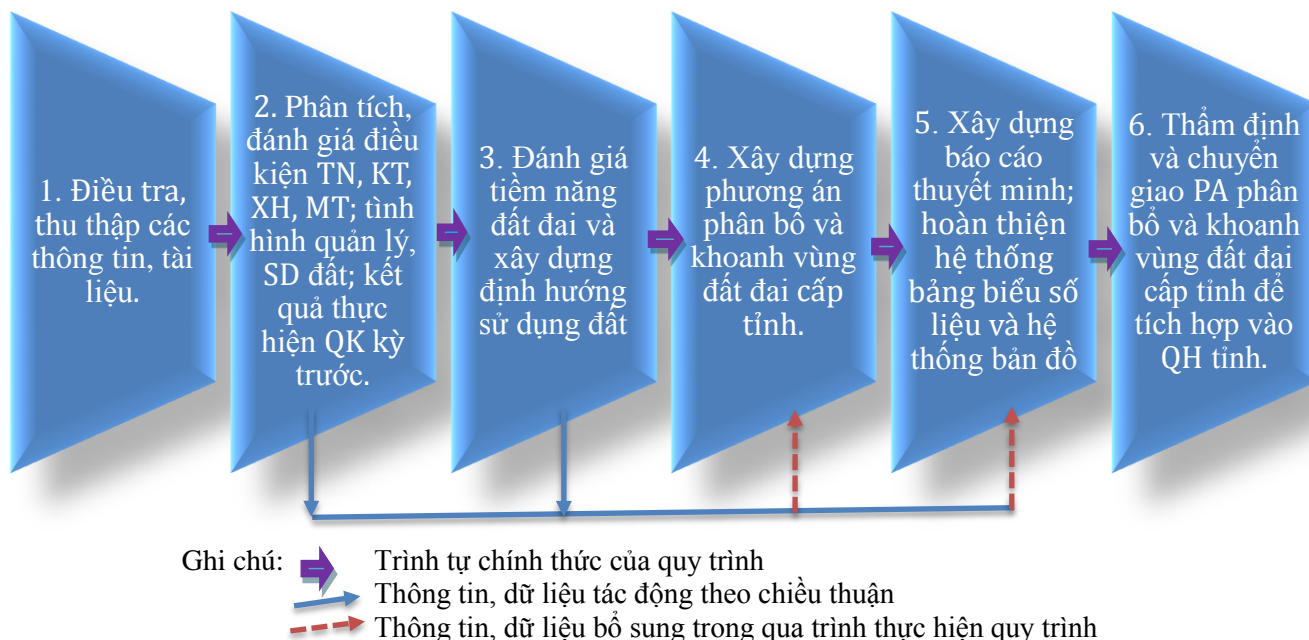 1. Điều tra,
thu thập các
thông tin, tài
liệu.
2. Phân tích,
đánh giá điều
kiện TN, KT,
XH, MT; tình
hình quản lý,
SD đất; kết
quả thực
hiện QK kỳ
trước.
3. Đánh giá
tiềm năng
đất đai và
xây dựng
định hướng
sử dụng đất
4. Xây dựng
phương án
phân bổ và
khoanh vùng
đất đai cấp
tỉnh.
5. Xây dựng
báo cáo
thuyết minh;
hoàn thiện
hệ thống
bảng biểu số
liệu và hệ
thống bản đồ
6. Thẩm định
và chuyển
giao PA phân
bổ và khoanh
vùng đất đai
cấp tỉnh để
tích hợp vào
QH tỉnh.
Ghi chú: Trình tự chính thức của quy trình
Thông tin, dữ liệu tác động theo chiều thuận
Thông tin, dữ liệu bổ sung trong qua trình thực hiện quy trình